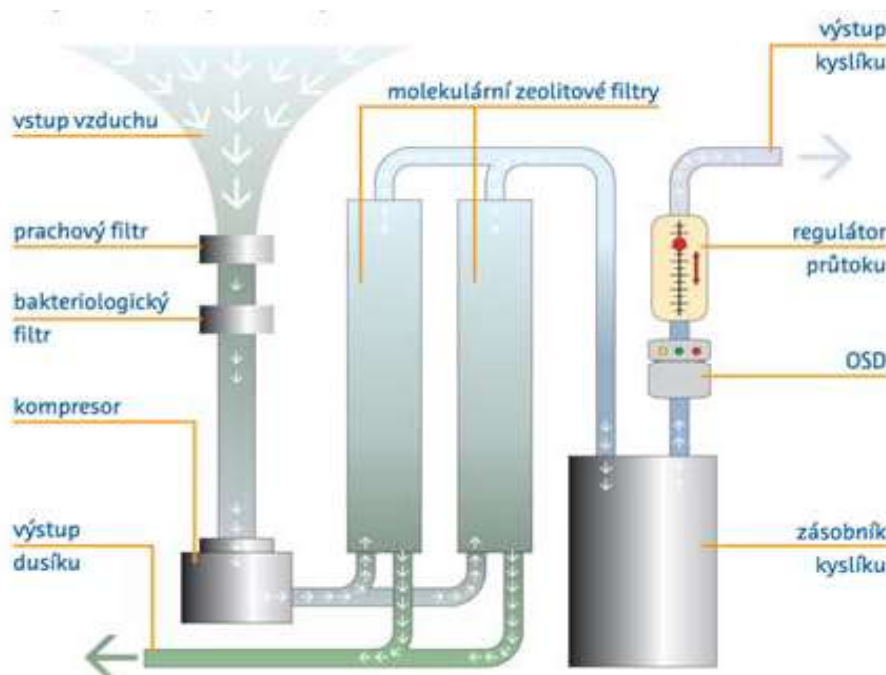 vstup vzduchu
prachový filtr
bakteriologický
filtr
kompresor
výstup
dusíku
molekulární zeolitové filtry
výstup
kyslíku
regulátor
průtoku
OSD
zásobník
kyslíku